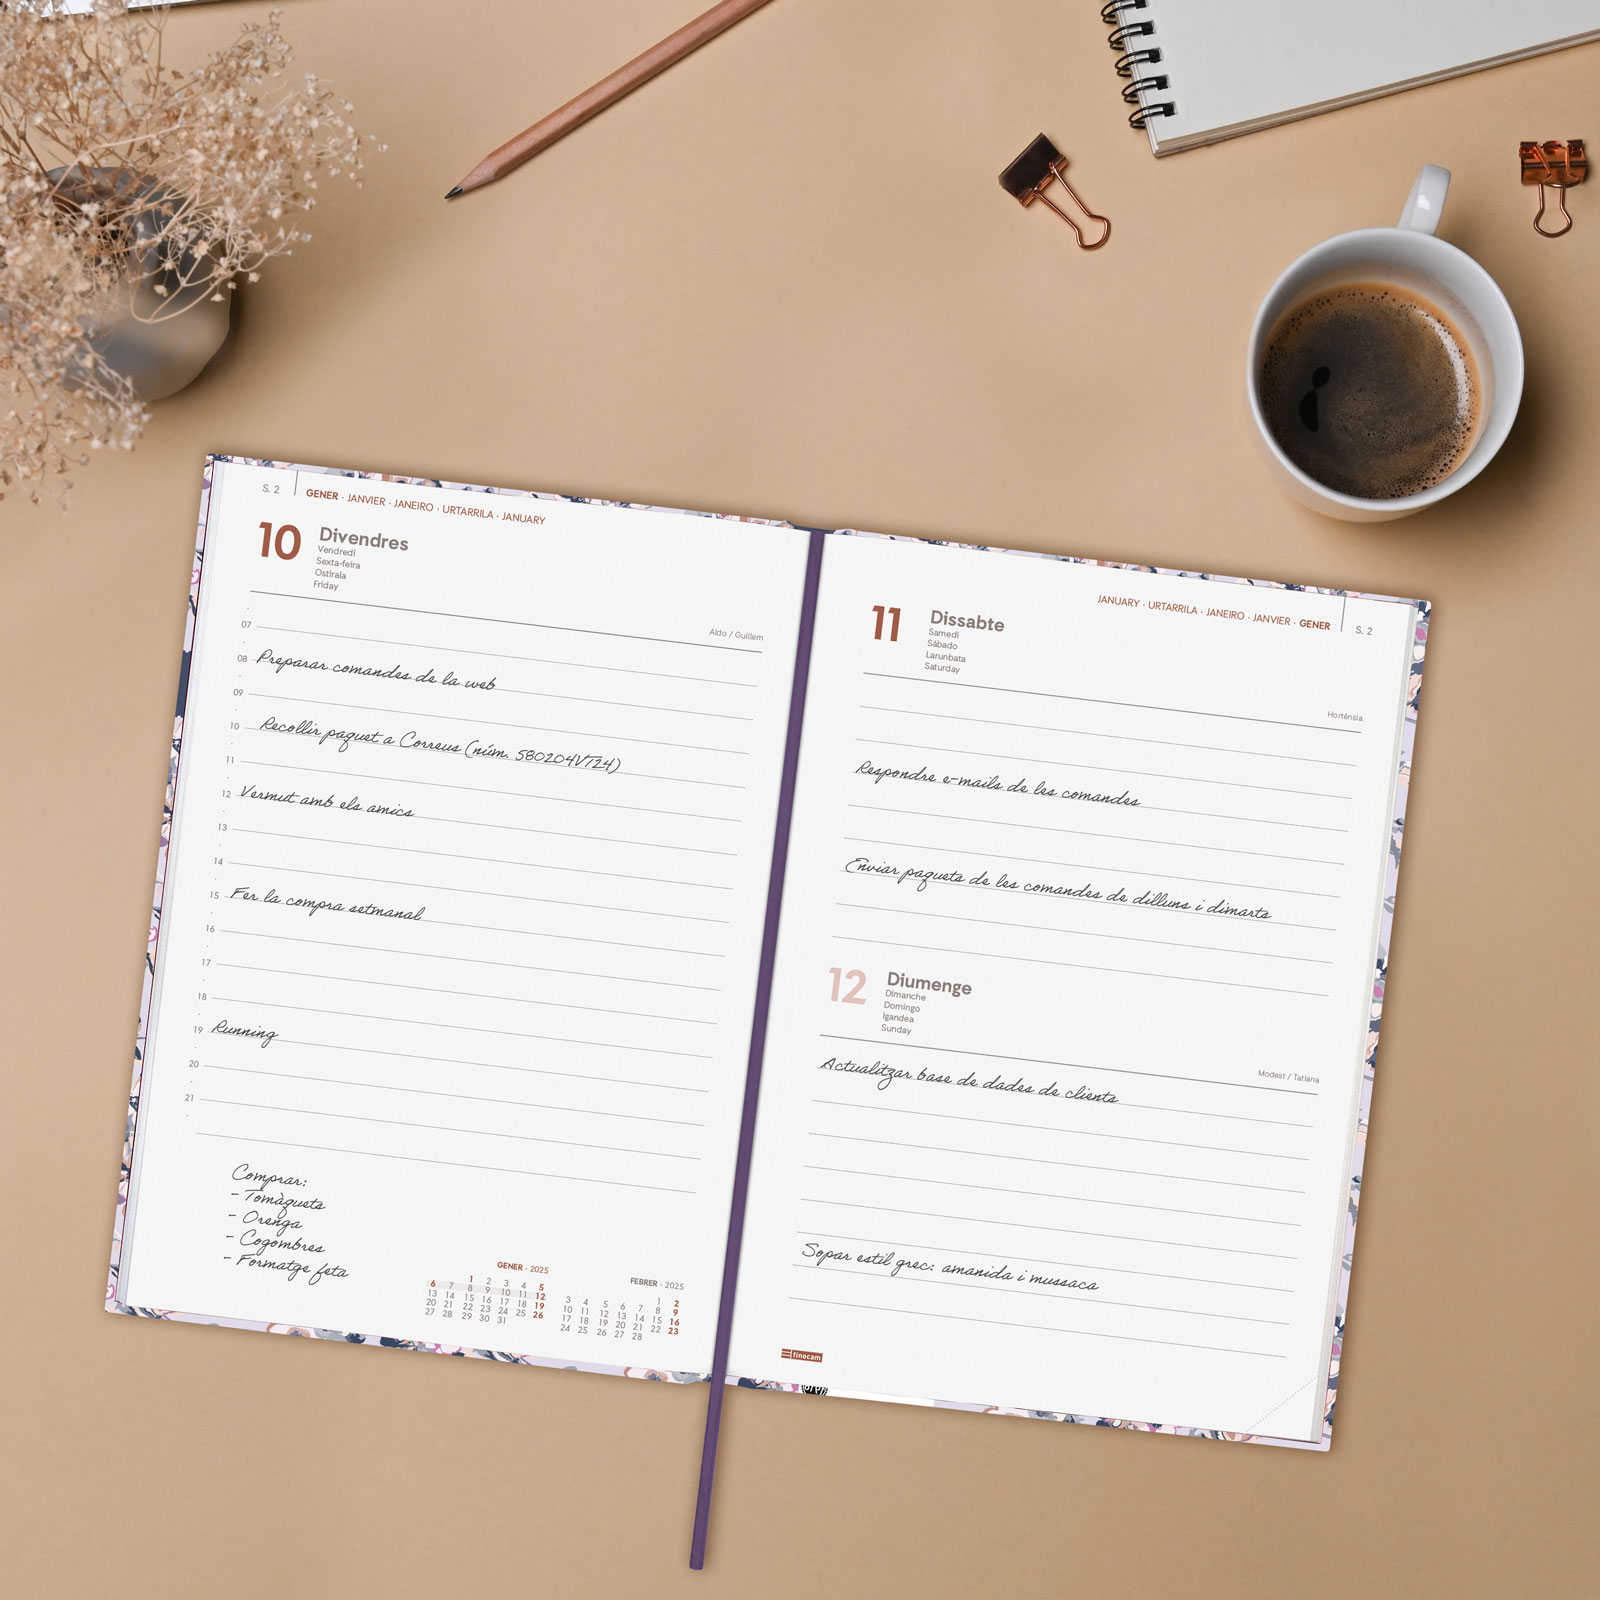 S. 2
GENER · JANVIER · JANEIRO · URTARRILA · JANUARY
10 Divendres
Vendredi
Sexta-feira
Ostirala
Friday
Aldo / Guillem
07
08 Preparar comandes de la web
09
10 Recollir paquet a Correus (núm. 580204VT24)
11
12 Vermut amb els amics
13
14
15 Fer la compra setmanal
16
17
18
19 Running
20
21
Comprar:
- Tomàquets
- Orenga
- Cogombres
- Formatge feta
GENER · 2025
1 2 3 4 5
6 7 8 9 10 11 12
13 14 15 16 17 18 19
20 21 22 23 24 25 26
27 28 29 30 31
FEBRER · 2025
1 2
3 4 5 6 7 8 9
10 11 12 13 14 15 16
17 18 19 20 21 22 23
24 25 26 27 28
JANUARY · URTARRILA · JANEIRO · JANVIER · GENER
S. 2
11 Dissabte
Samedi
Sábado
Larunbata
Saturday
Hortènsia
Respondre e-mails de les comandes
Enviar paquets de les comandes de dilluns i dimarts
12 Diumenge
Dimanche
Domingo
Igandea
Sunday
Modest / Tatiana
Actualitzar base de dades de clients
Sopar estil grec: amanida i mussaca
finocam